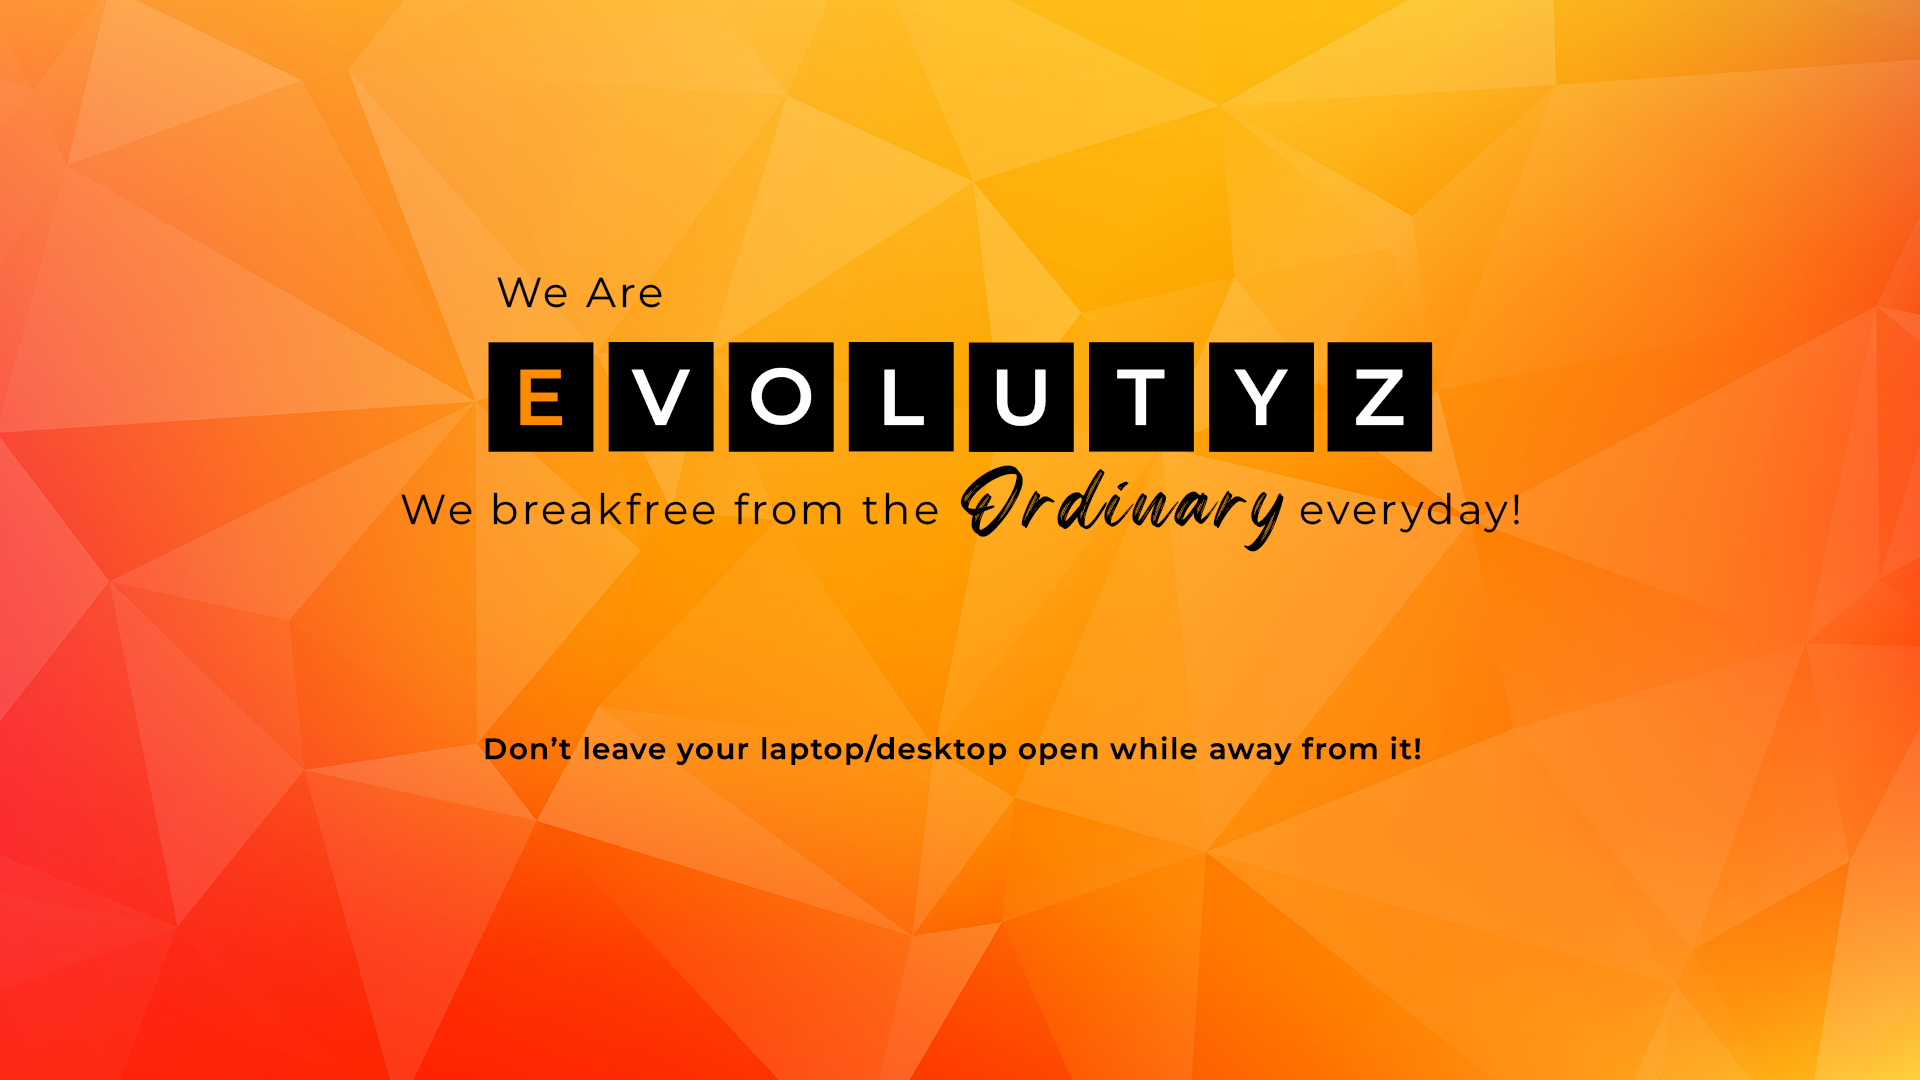 We Are
EVOLUTYZ
We breakfree from the Ordinary everyday!
Don’t leave your laptop/desktop open while away from it!